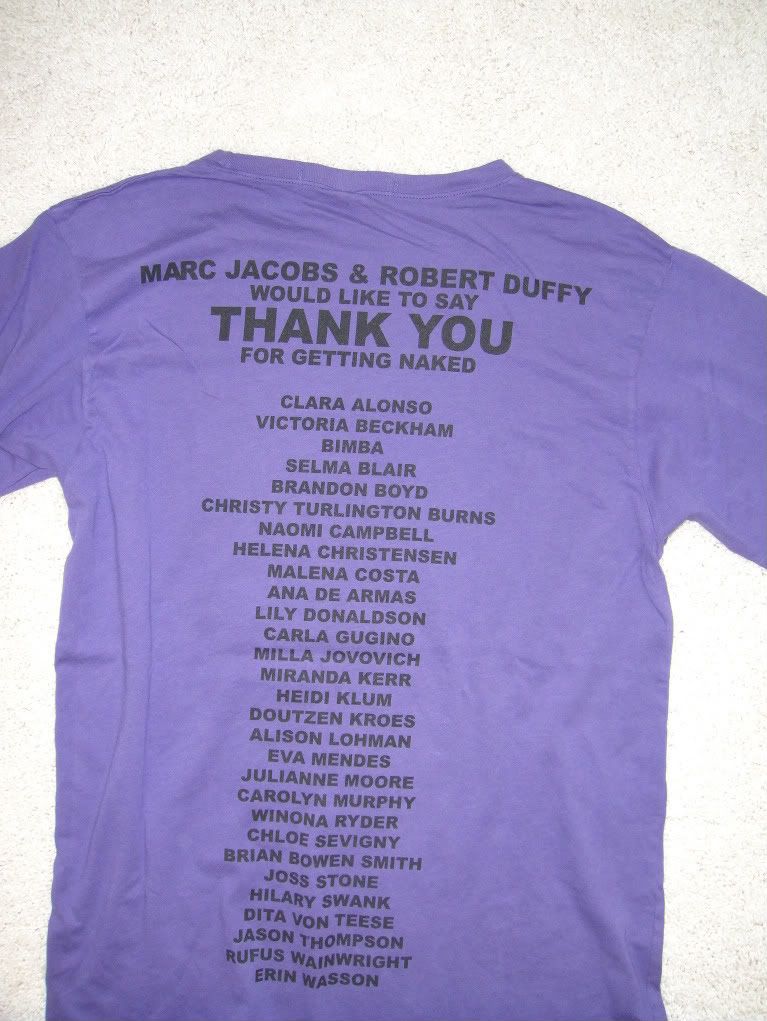 MARC JACOBS & ROBERT DUFFY
WOULD LIKE TO SAY
THANK YOU
FOR GETTING NAKED
CLARA ALONSO
VICTORIA BECKHAM
BIMBA
SELMA BLAIR
BRANDON BOYD
CHRISTY TURLINGTON BURNS
NAOMI CAMPBELL
HELENA CHRISTENSEN
MALENA COSTA
ANA DE ARMAS
LILY DONALDSON
CARLA GUGINO
MILLA JOVOVICH
MIRANDA KERR
HEIDI KLUM
DOUTZEN KROES
ALISON LOHMAN
EVA MENDES
JULIANNE MOORE
CAROLYN MURPHY
WINONA RYDER
CHLOE SEVIGNY
BRIAN BOWEN SMITH
JOSS STONE
HILARY SWANK
DITA VON TEESE
JASON THOMPSON
RUFUS WAINWRIGHT
ERIN WASSON